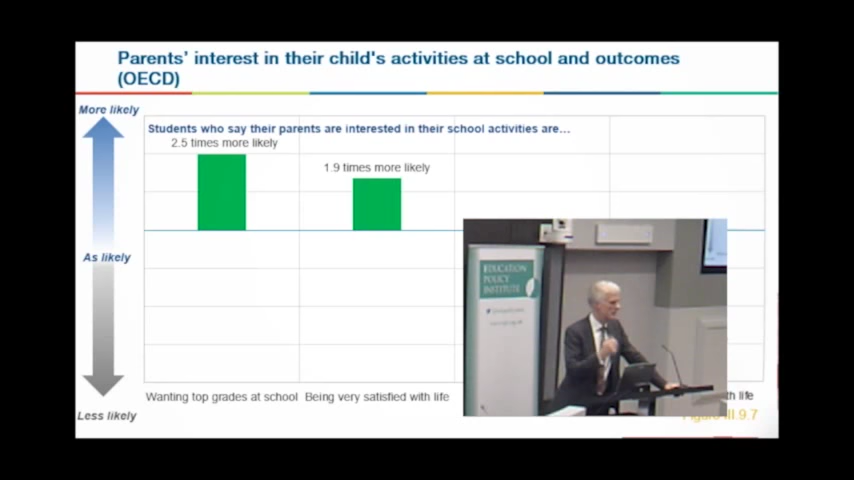 Parents' interest in their child's activities at school and outcomes
(OECD)
More likely
Students who say their parents are interested in their school activities are…
2.5 times more likely
1.9 times more likely
As likely
EDUCATION
POLICY
INSTITUTE
Wanting top grades at school
Being very satisfied with life
life
Less likely
Figure III.9.7